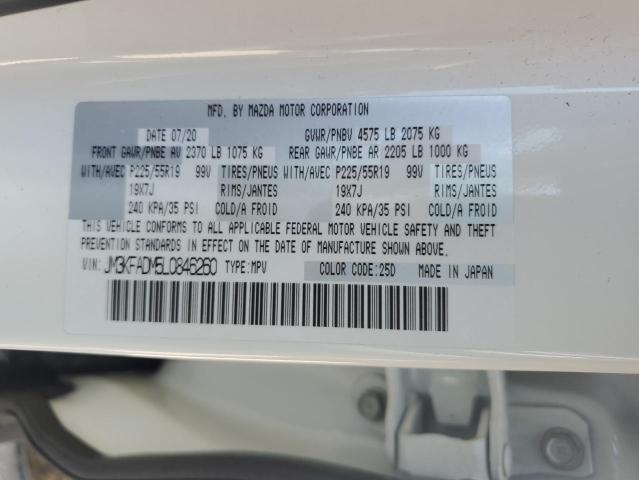 MFD. BY MAZDA MOTOR CORPORATION
DATE 07/20 GVWR/PNBV 4575 LB 2075 KG
FRONT GAWR/PNBE AV 2370 LB 1075 KG REAR GAWR/PNBE AR 2205 LB 1000 KG
WITH/AVEC P225/55R19 99V TIRES/PNEUS WITH/AVEC P225/55R19 99V TIRES/PNEUS
19X7J RIMS/JANTES 19X7J RIMS/JANTES
240 KPA/35 PSI COLD/A FROID 240 KPA/35 PSI COLD/A FROID
THIS VEHICLE CONFORMS TO ALL APPLICABLE FEDERAL MOTOR VEHICLE SAFETY AND THEFT
PREVENTION STANDARDS IN EFFECT ON THE DATE OF MANUFACTURE SHOWN ABOVE.
VIN: JM3KFADM5L0846260 TYPE:MPV COLOR CODE:25D MADE IN JAPAN